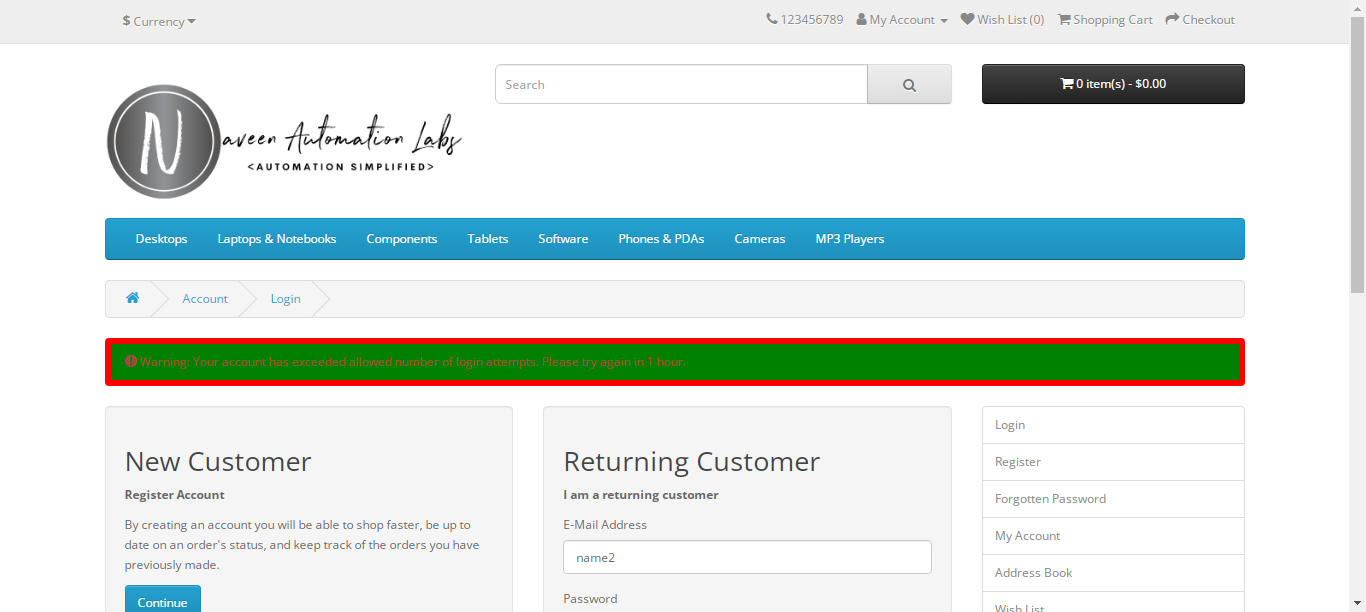 $ Currency
123456789 My Account Wish List (0) Shopping Cart Checkout
Search
0 item(s) - $0.00
N
aveen Automation Labs
<AUTOMATION SIMPLIFIED>
Desktops Laptops & Notebooks Components Tablets Software Phones & PDAs Cameras MP3 Players
Account Login
Warning: Your account has exceeded allowed number of login attempts. Please try again in 1 hour.
New Customer
Register Account
By creating an account you will be able to shop faster, be up to
date on an order's status, and keep track of the orders you have
previously made.
Continue
Returning Customer
I am a returning customer
E-Mail Address
name2
Password
Login
Register
Forgotten Password
My Account
Address Book
Wish List